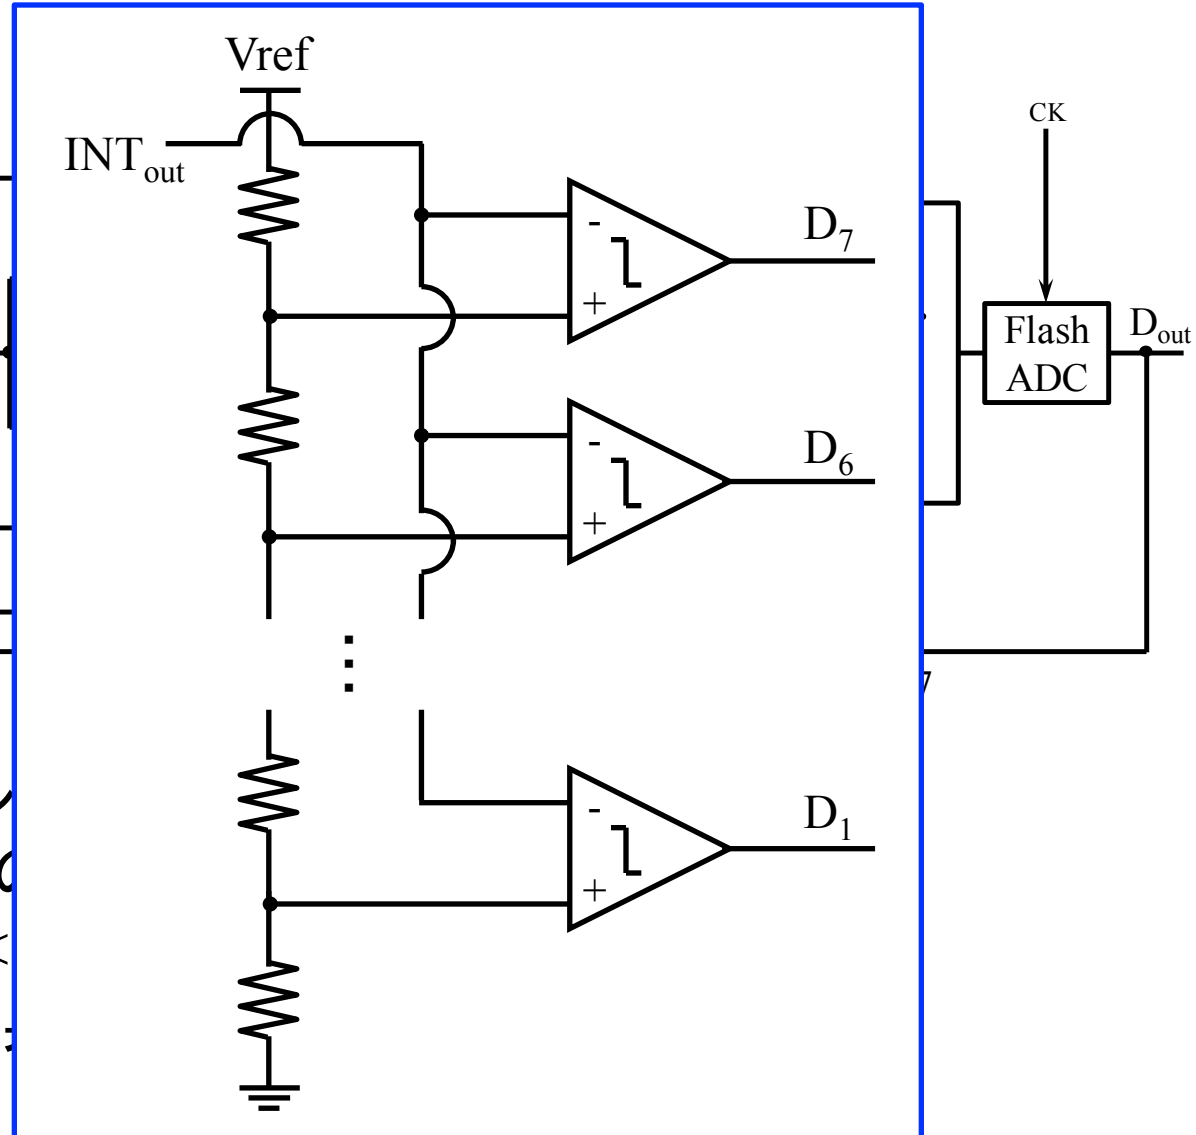 Vref
INTout
-
+
D7
-
+
D6
⋮
-
+
D1
CK
Flash
ADC
Dout